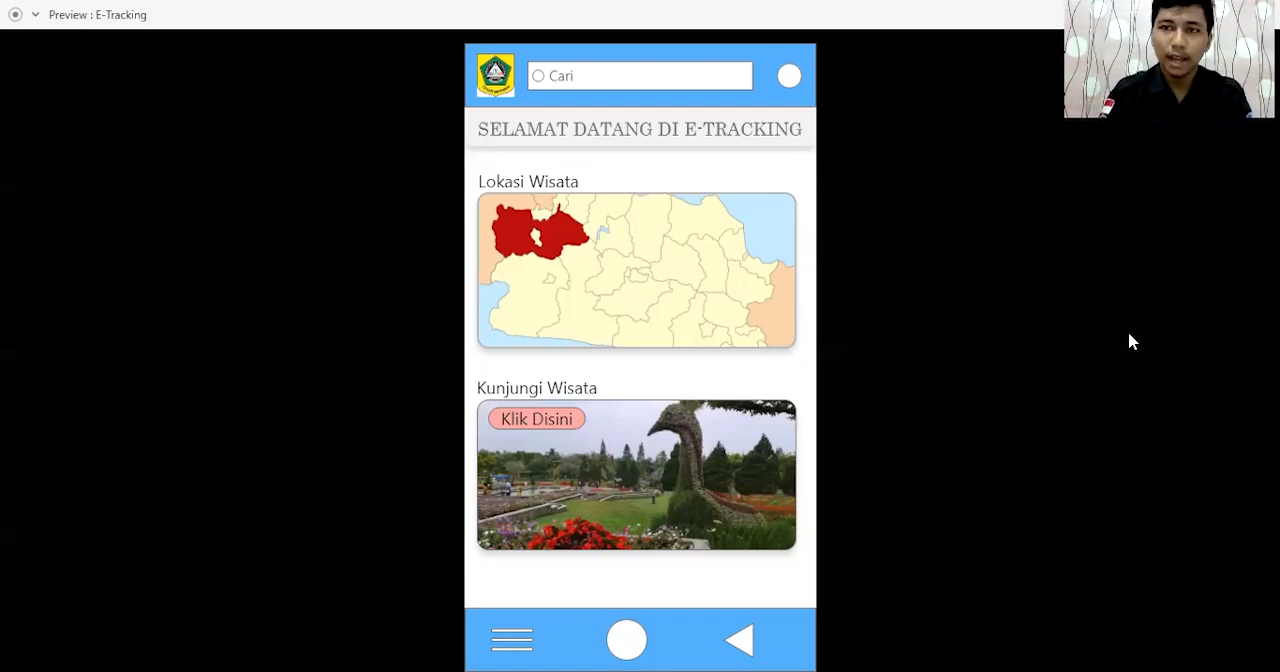 Preview : E-Tracking
Cari
SELAMAT DATANG DI E-TRACKING
Lokasi Wisata
Kunjungi Wisata
Klik Disini